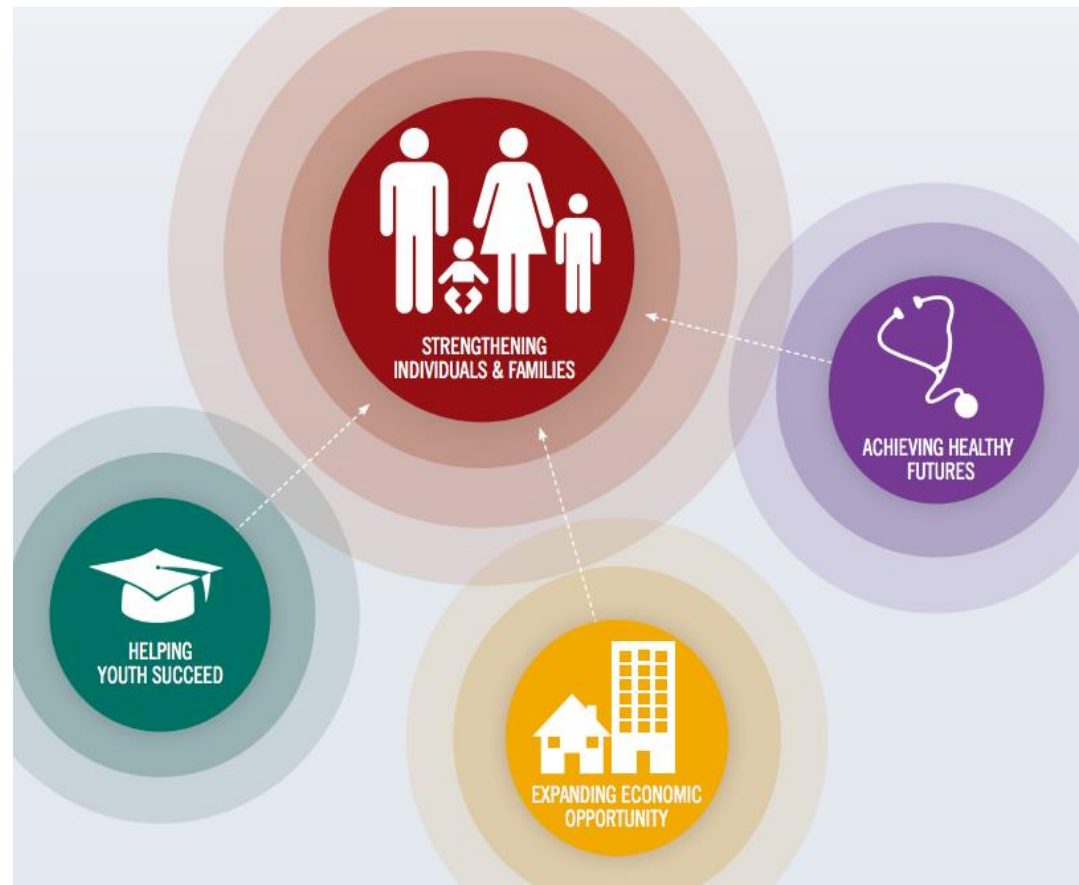 STRENGTHENING
INDIVIDUALS & FAMILIES
ACHIEVING HEALTHY
FUTURES
HELPING
YOUTH SUCCEED
EXPANDING ECONOMIC
OPPORTUNITY